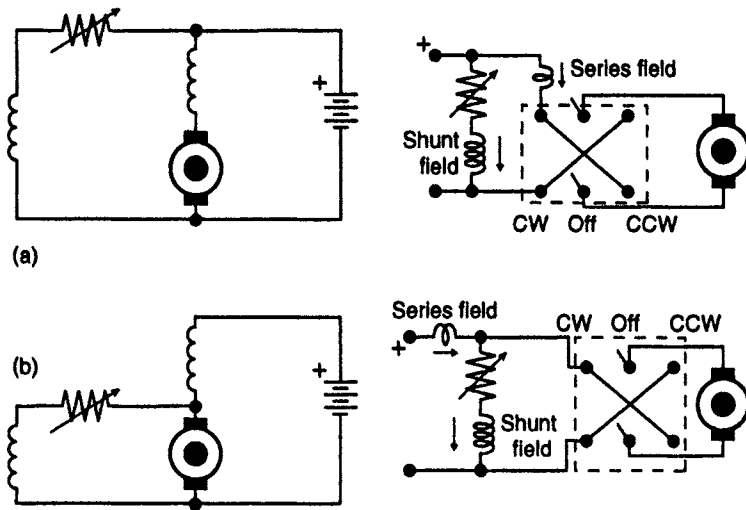 +
+
Series field
Shunt
field
CW Off CCW
(a)
Series field
+
CW Off CCW
(b)
+
Shunt
field